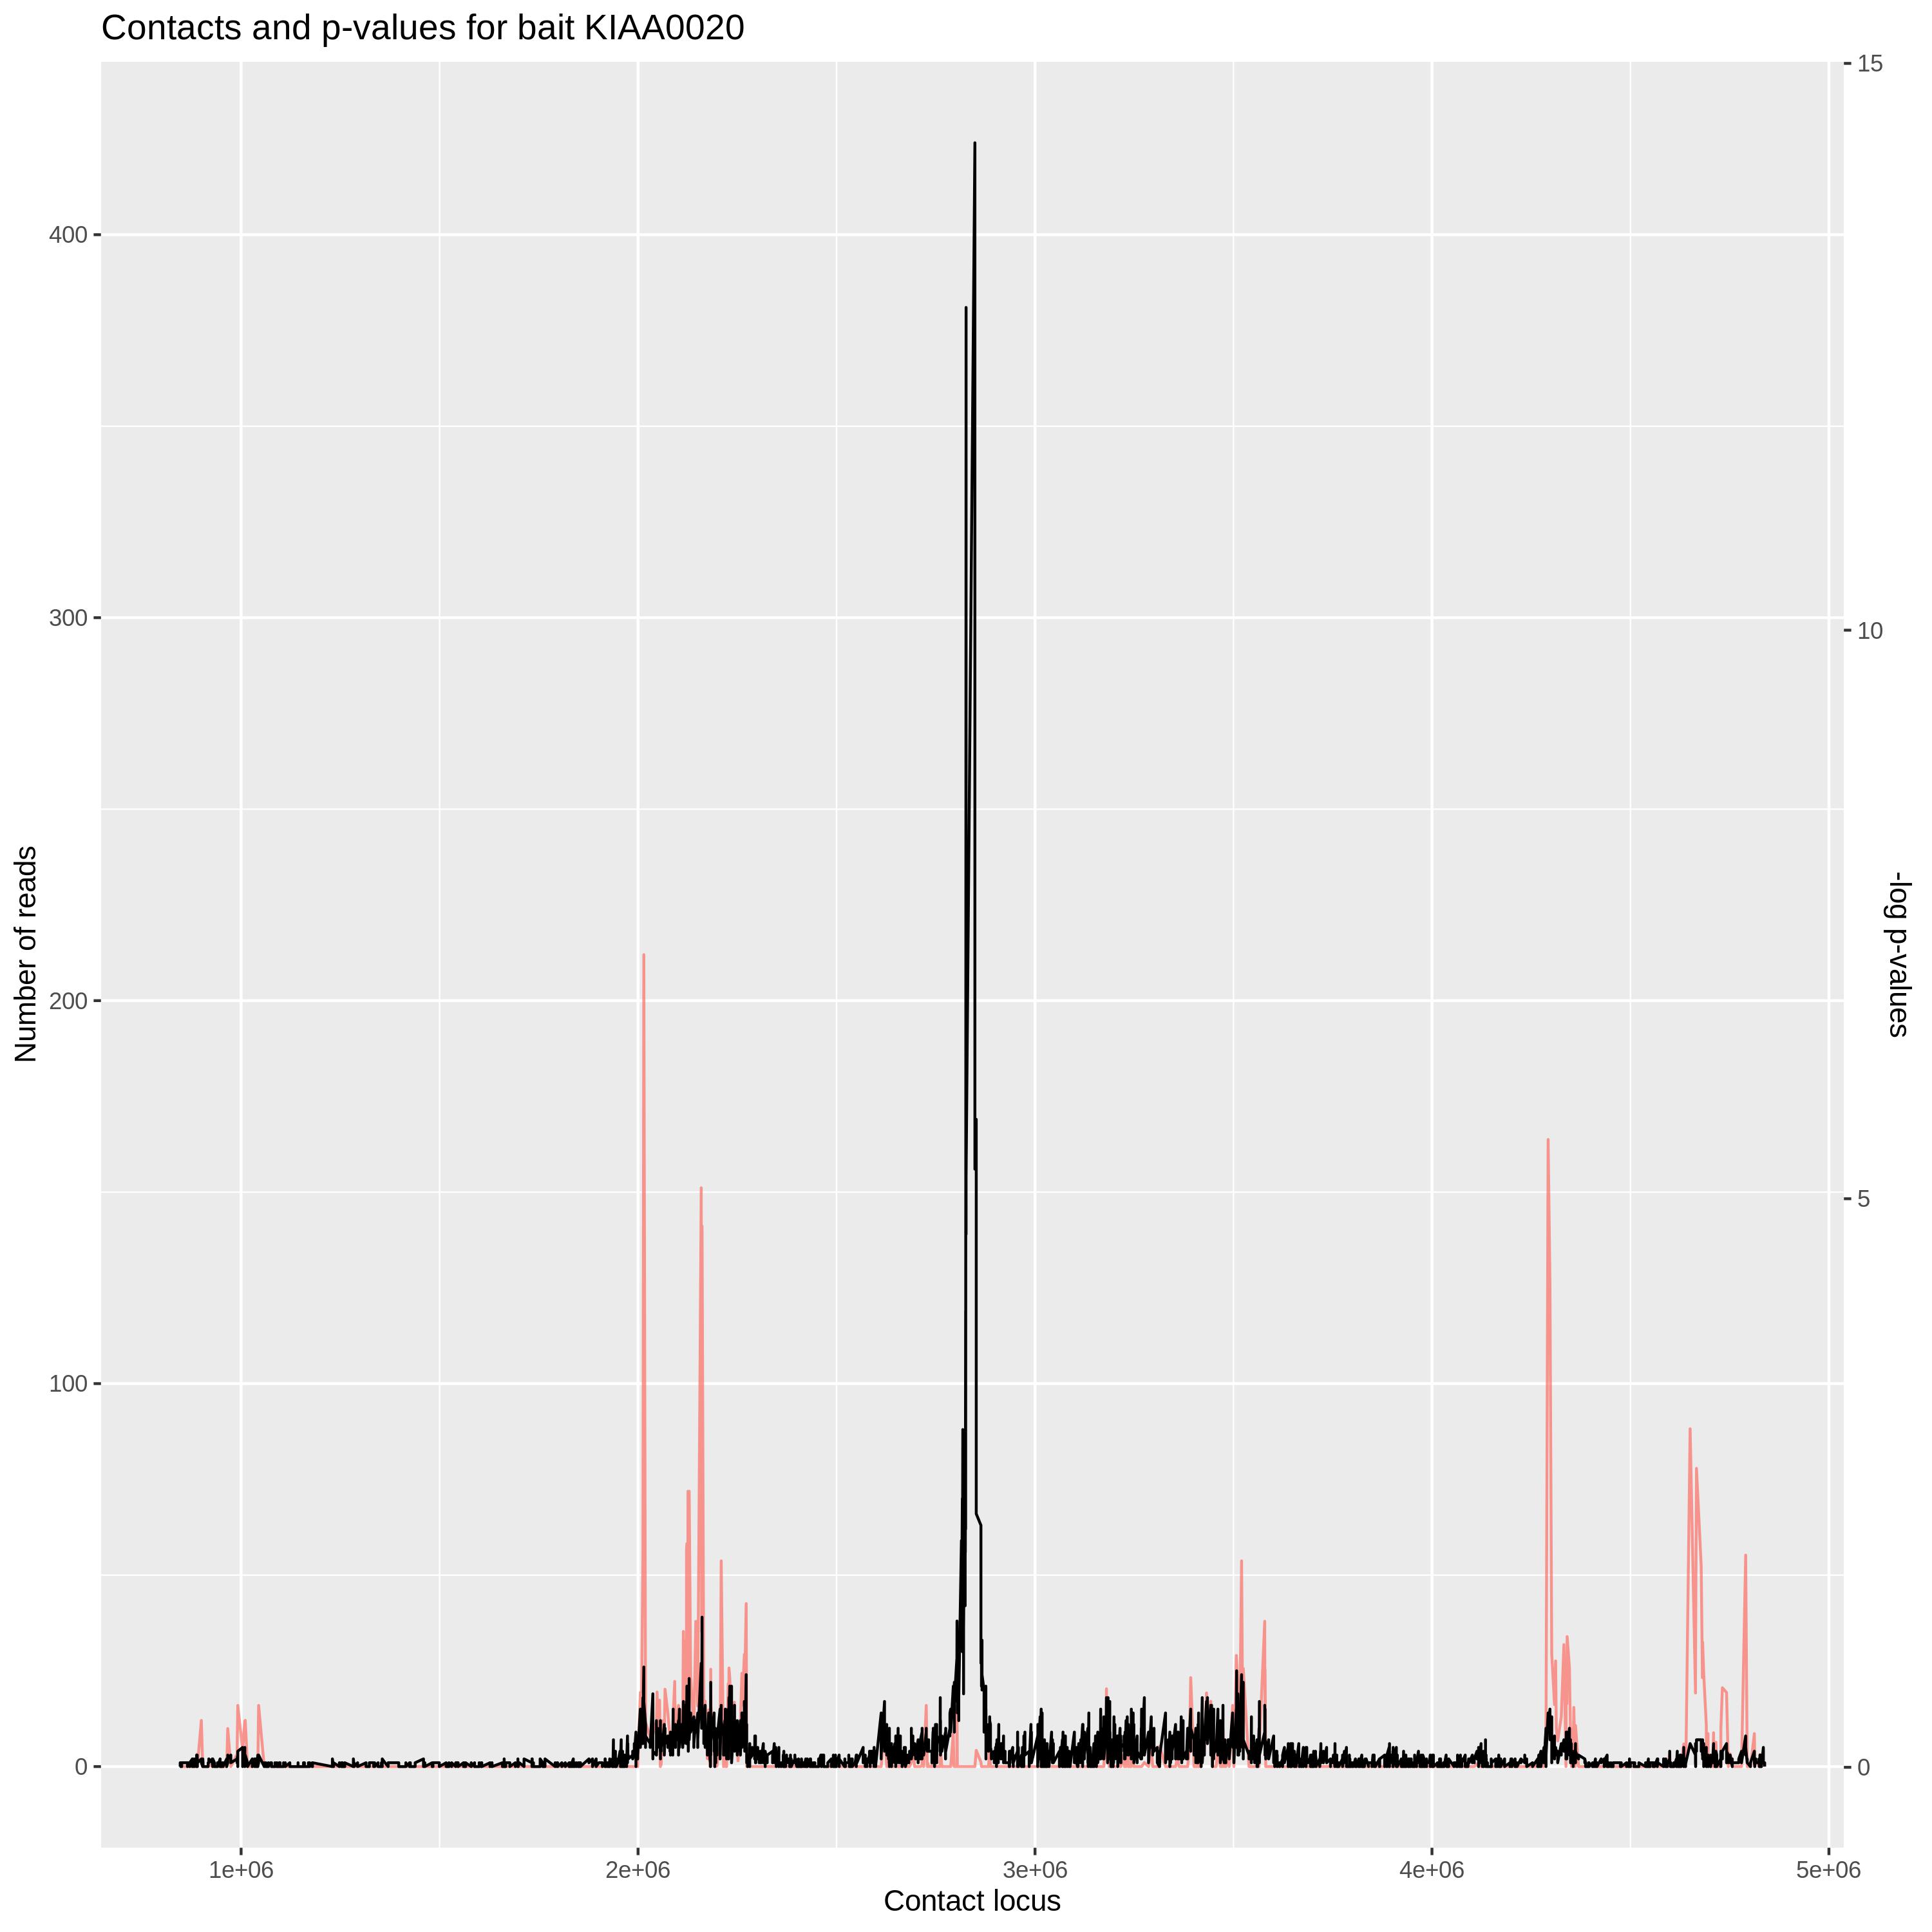 Contacts and p-values for bait KIAA0020
15
400
300
10
Number of reads
-log p-values
200
5
100
0
0
1e+06
2e+06
3e+06
4e+06
5e+06
Contact locus